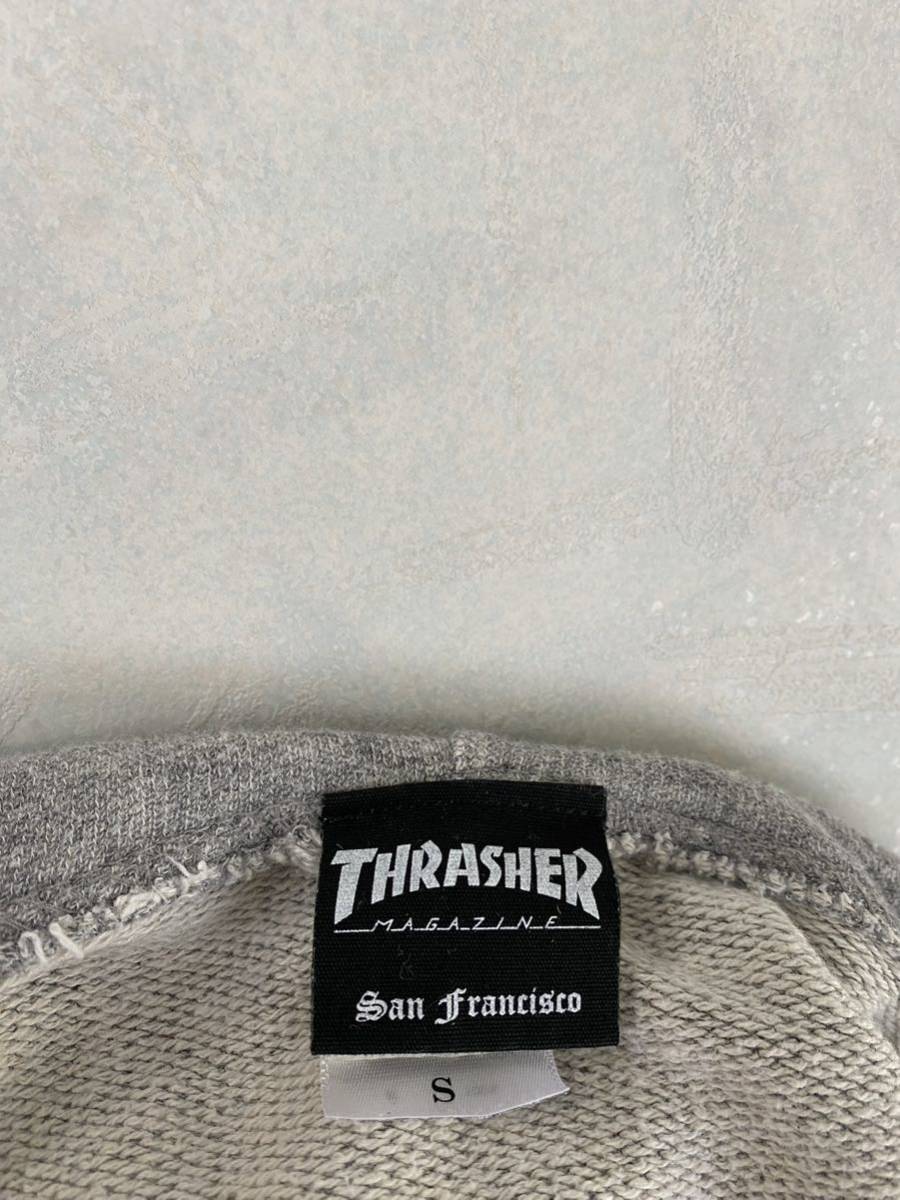 THRASHER
MAGAZINE
San Francisco
S